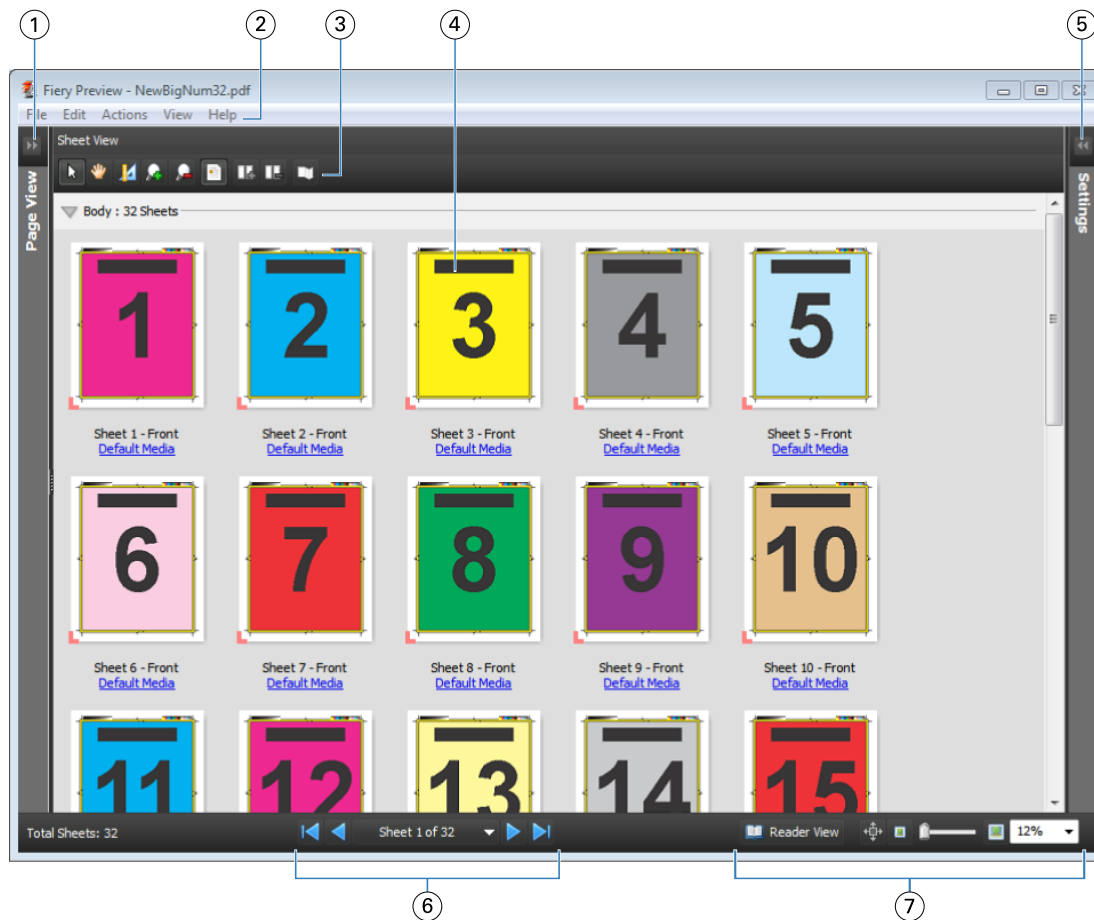 1 2 3 4 5
Fiery Preview - NewBigNum32.pdf
File Edit Actions View Help
Sheet View
Page View
Settings
Body : 32 Sheets
1 2 3 4 5
Sheet 1 - Front Sheet 2 - Front Sheet 3 - Front Sheet 4 - Front Sheet 5 - Front
Default Media Default Media Default Media Default Media Default Media
6 7 8 9 10
Sheet 6 - Front Sheet 7 - Front Sheet 8 - Front Sheet 9 - Front Sheet 10 - Front
Default Media Default Media Default Media Default Media Default Media
11 12 13 14 15
Total Sheets: 32 Sheet 1 of 32 Reader View 12%
6 7